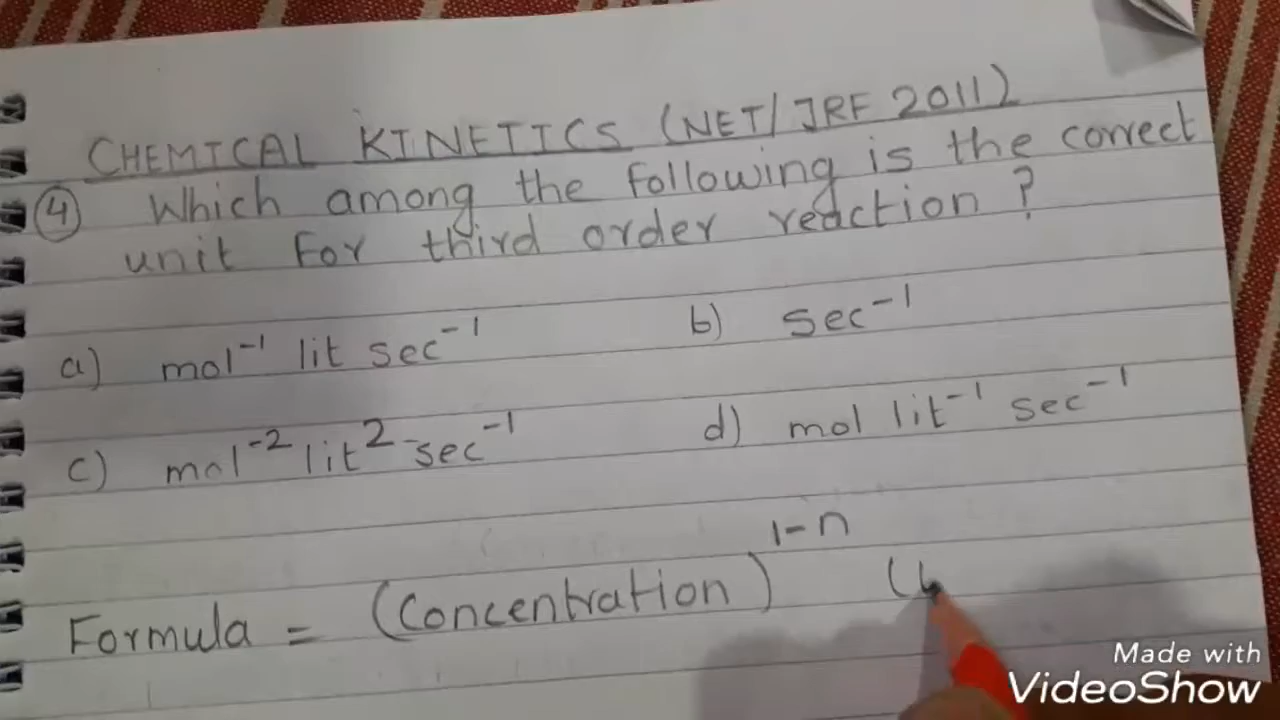 CHEMICAL KINETICS (NET/JRF 2011)
④ Which among the following is the correct
unit For third order reaction ?
a) mol⁻¹ lit sec⁻¹ b) sec⁻¹
c) mol⁻² lit² sec⁻¹ d) mol lit⁻¹ sec⁻¹
Formula = (Concentration)¹⁻ⁿ (
Made with
VideoShow